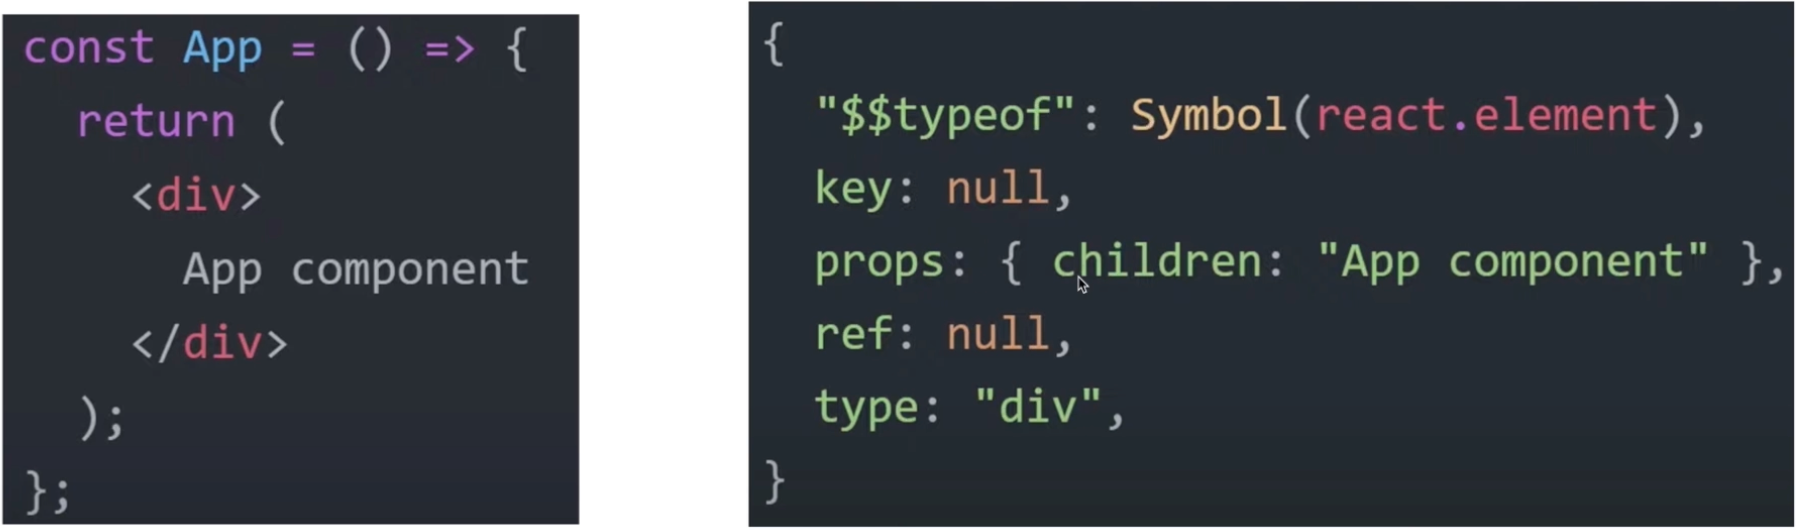 const App = () => {
return (
<div>
App component
</div>
);
};
{
"$$typeof": Symbol(react.element),
key: null,
props: { children: "App component" },
ref: null,
type: "div",
}